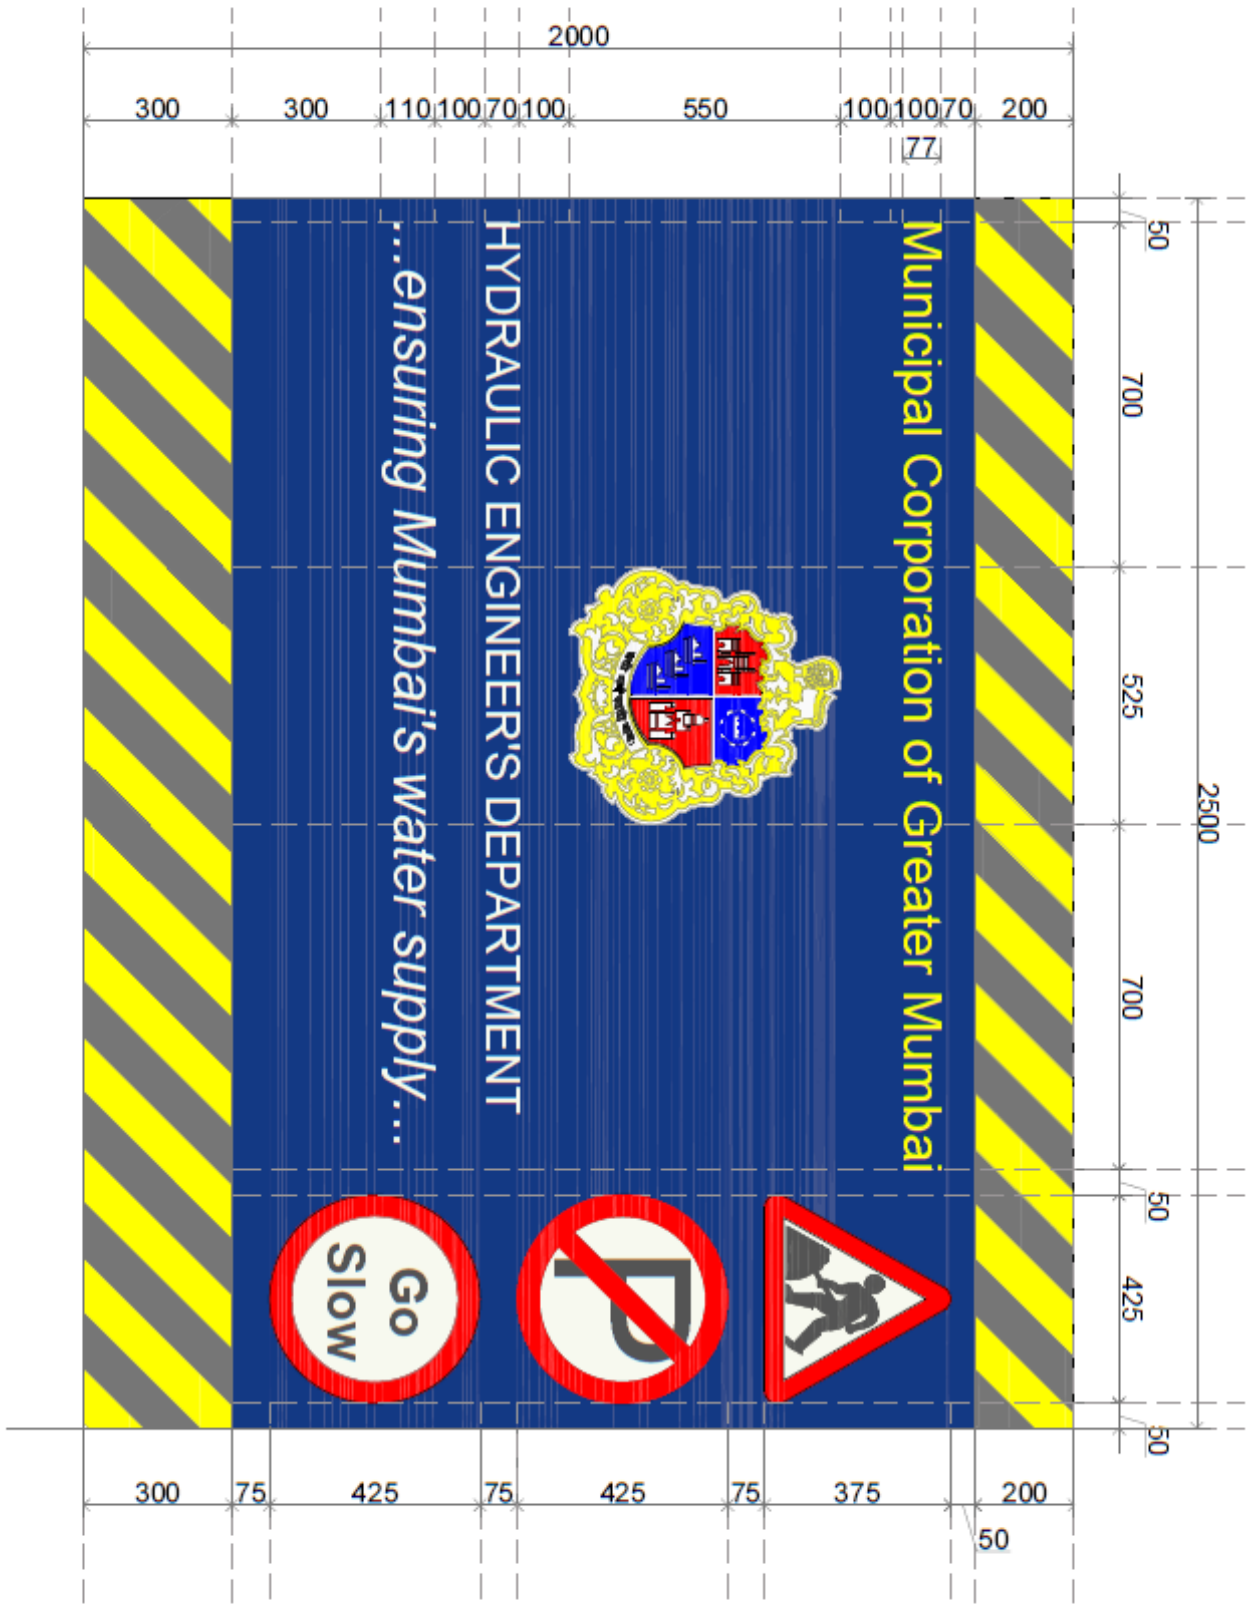 2000
300 300 110 100 70 100 550 100 100 70 200
77
Municipal Corporation of Greater Mumbai
HYDRAULIC ENGINEER'S DEPARTMENT
...ensuring Mumbai's water supply...
P
Go
Slow
50
700
525
2500
700
50
425
50
300 75 425 75 425 75 375 200
50